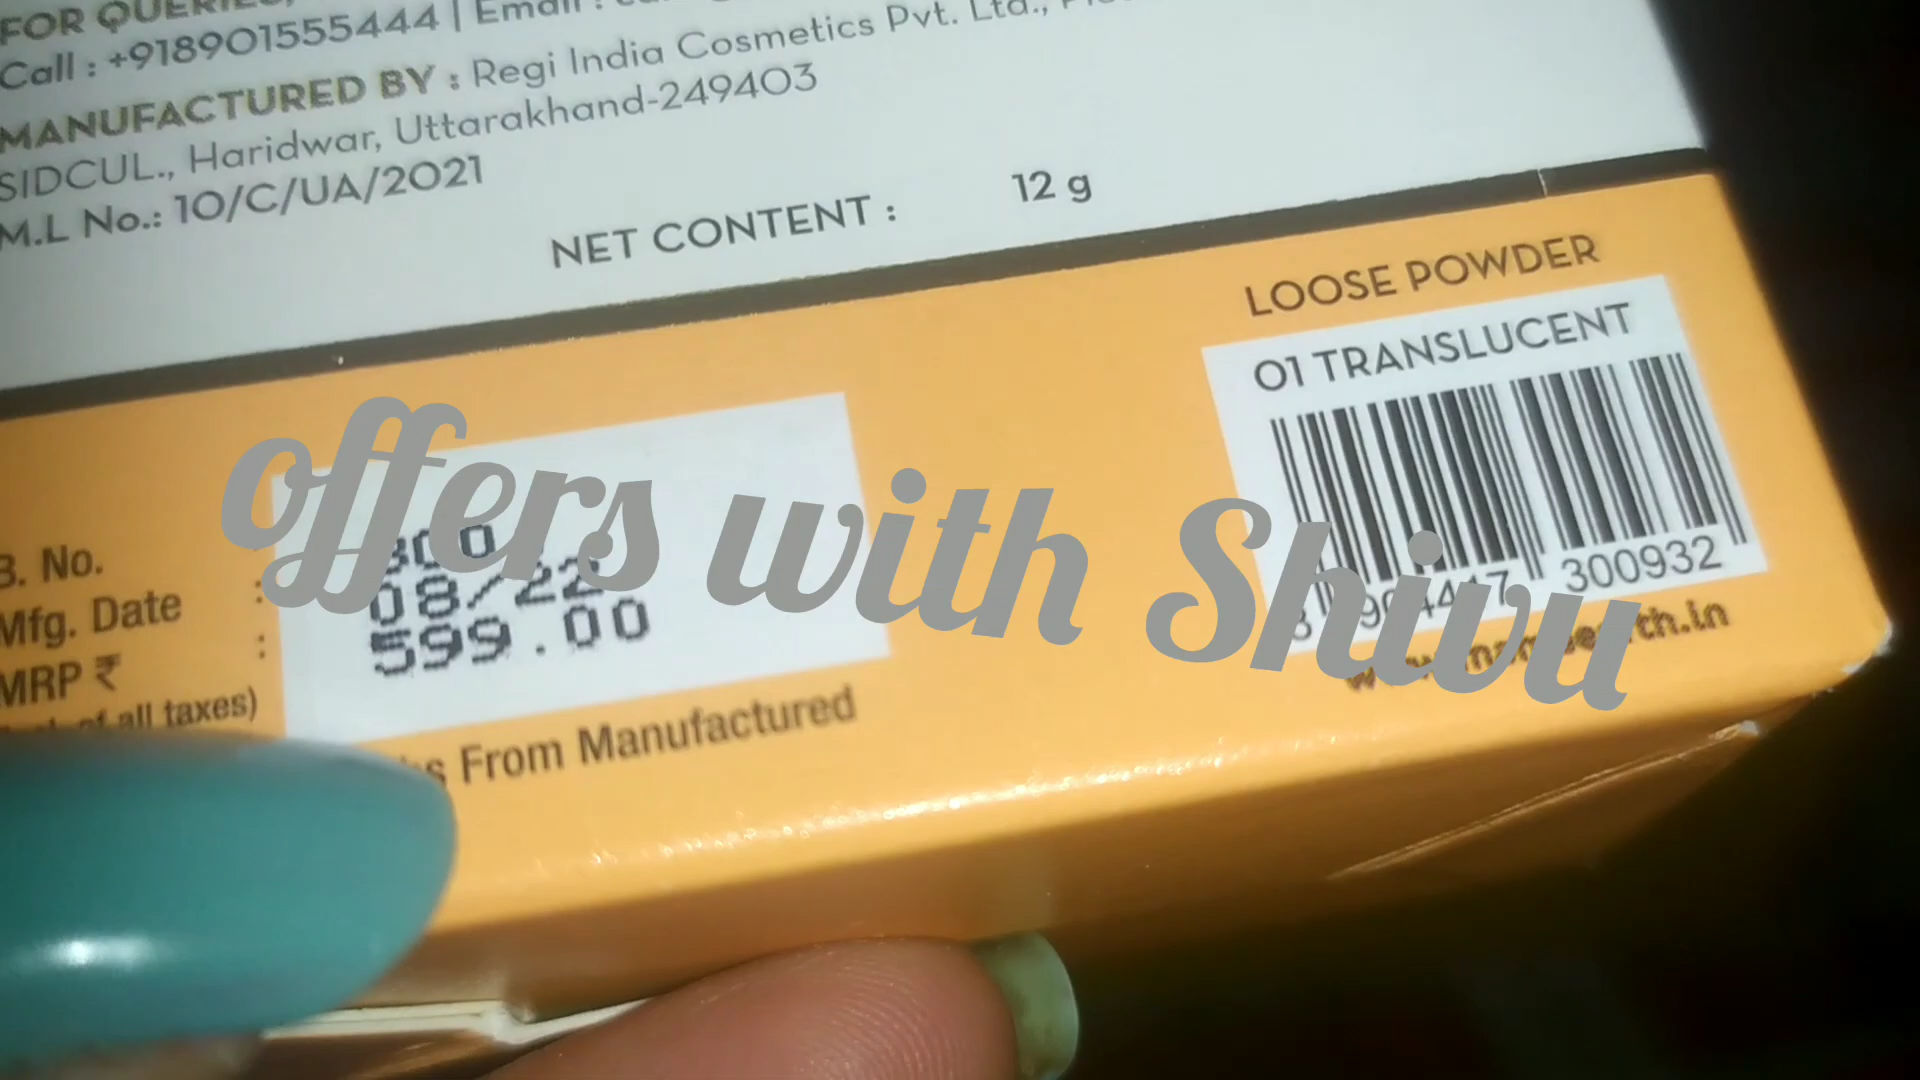 FOR QUERIES,
Call : +918901555444 | Email :
MANUFACTURED BY : Regi India Cosmetics Pvt. Ltd.,
SIDCUL., Haridwar, Uttarakhand-249403
M.L No.: 10/C/UA/2021
NET CONTENT : 12 g
LOOSE POWDER
01 TRANSLUCENT
offers with Shivu
B. No. :
Mfg. Date : 08/22
MRP ₹ 599.00
all taxes)
From Manufactured
300932